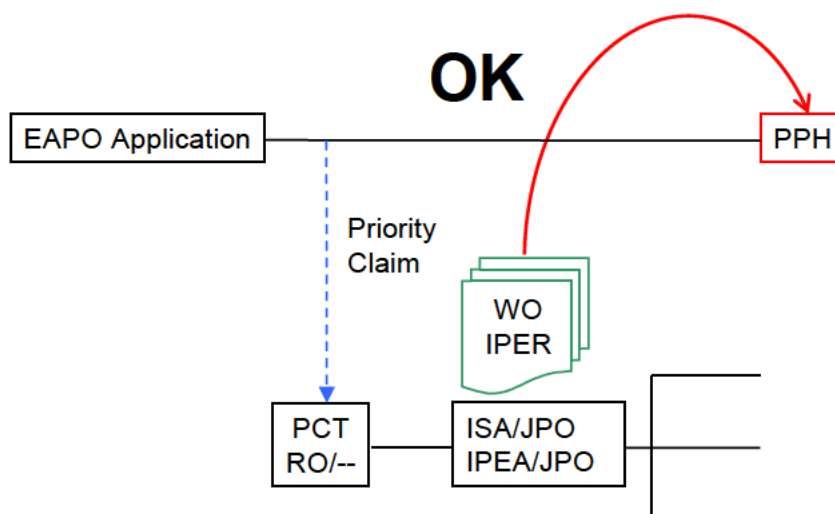 OK
EAPO Application
PPH
Priority
Claim
WO
IPER
PCT
RO/--
ISA/JPO
IPEA/JPO